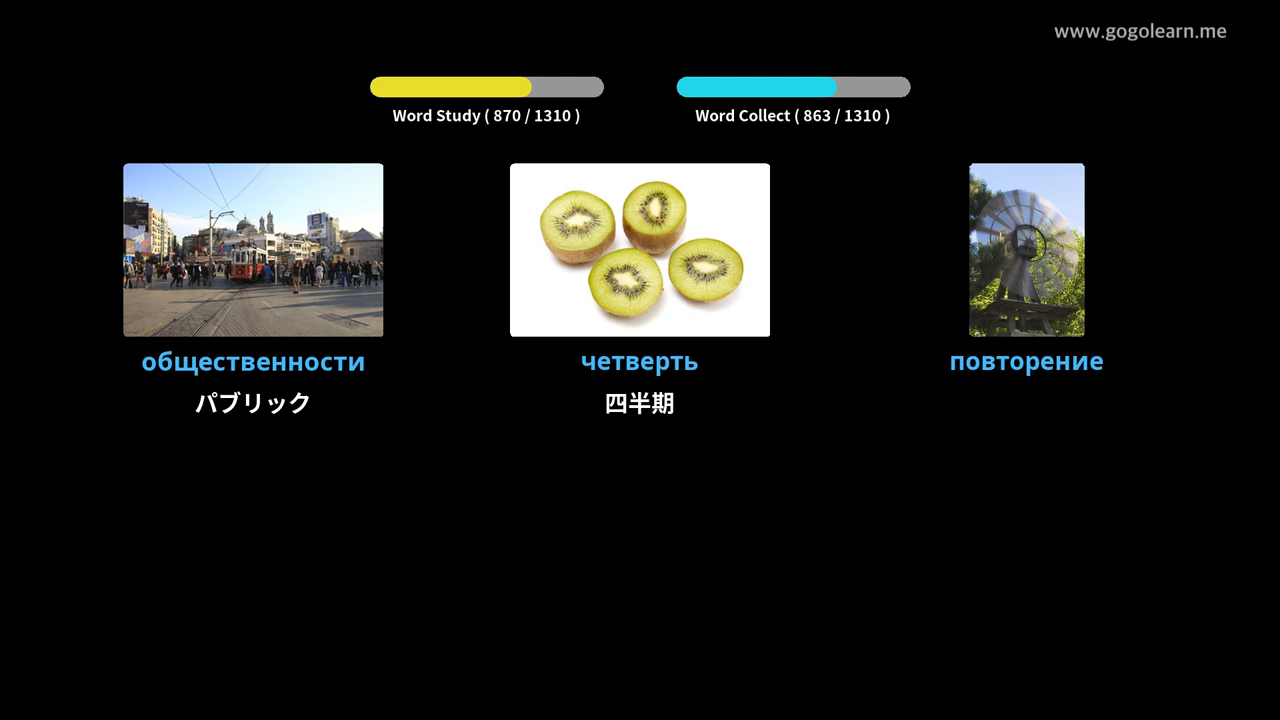 www.gogolearn.me
Word Study ( 870 / 1310 )
Word Collect ( 863 / 1310 )
общественности
четверть
повторение
パブリック
四半期